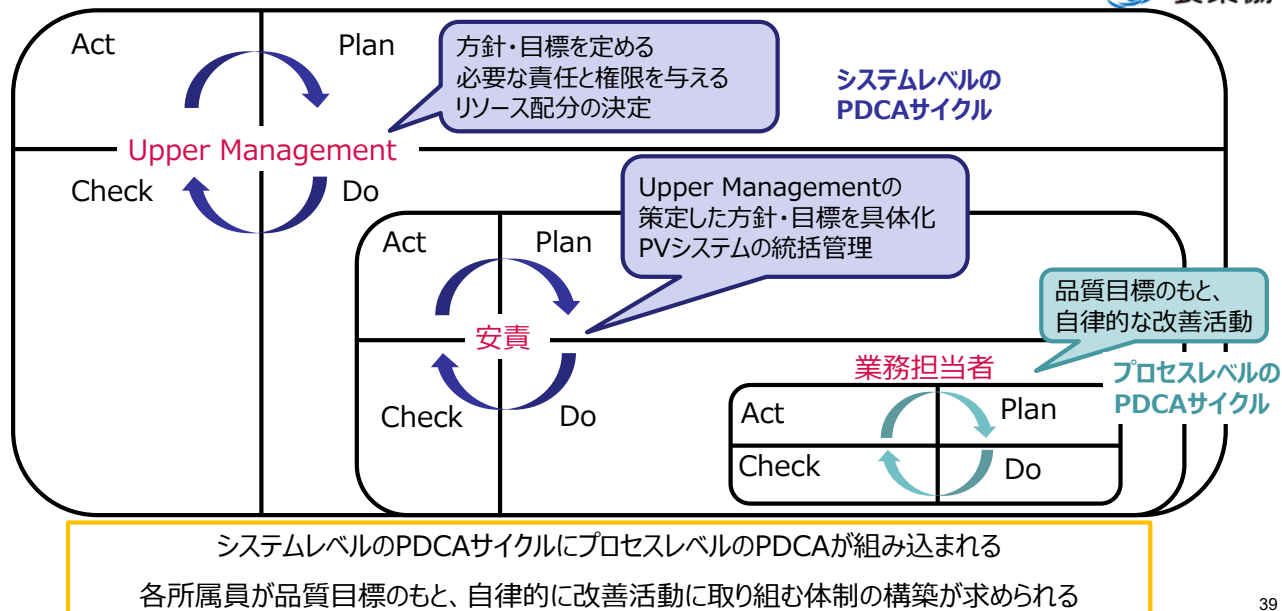 Act
Plan
方針・目標を定める
必要な責任と権限を与える
リソース配分の決定
システムレベルの
PDCAサイクル
Upper Management
Check
Do
Upper Managementの
策定した方針・目標を具体化
PVシステムの統括管理
Act
Plan
品質目標のもと、
自律的な改善活動
安責
業務担当者
プロセスレベルの
PDCAサイクル
Check
Do
Act
Plan
Check
Do
システムレベルのPDCAサイクルにプロセスレベルのPDCAが組み込まれる
各所属員が品質目標のもと、自律的に改善活動に取り組む体制の構築が求められる
39